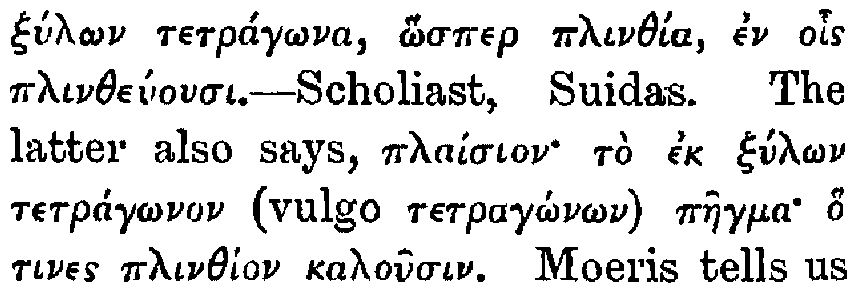 ξύλων τετράγωνα, ὥσπερ πλινθία, ἐν οἷς
πλινθεύουσι.—Scholiast, Suidas. The
latter also says, πλαίσιον· τὸ ἐκ ξύλων
τετράγωνον (vulgo τετραγώνων) πῆγμα· ὅ
τινες πλινθίον καλοῦσιν. Moeris tells us